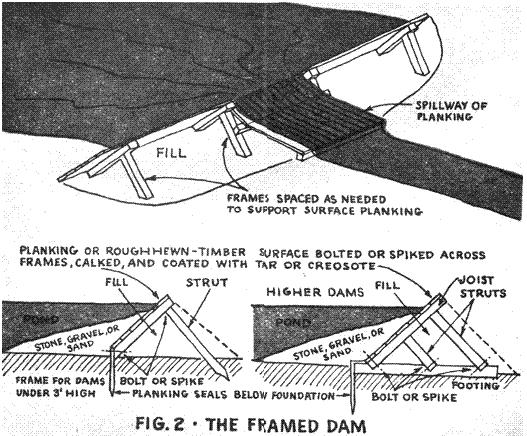 SPILLWAY OF
PLANKING
FILL
FRAMES SPACED AS NEEDED
TO SUPPORT SURFACE PLANKING
PLANKING OR ROUGHHEWN-TIMBER SURFACE BOLTED OR SPIKED ACROSS
FRAMES, CALKED, AND COATED WITH TAR OR CREOSOTE
FILL
STRUT
POND
STONE, GRAVEL, OR
SAND
FRAME FOR DAMS
UNDER 3' HIGH
BOLT OR SPIKE
PLANKING SEALS BELOW FOUNDATION
HIGHER DAMS
FILL
JOIST
STRUTS
POND
STONE, GRAVEL, OR
SAND
FOOTING
BOLT OR SPIKE
FIG. 2 · THE FRAMED DAM